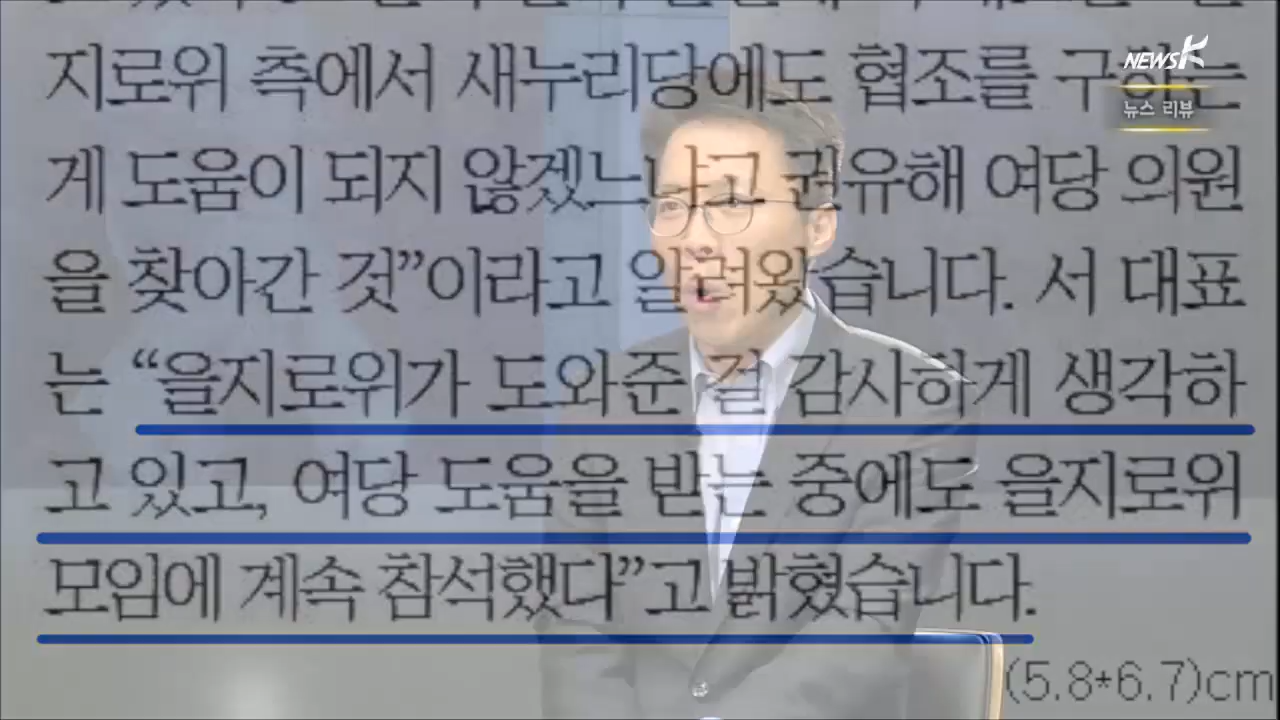 지로위 측에서 새누리당에도 협조를 구하는
게 도움이 되지 않겠느냐고 권유해 여당 의원
을 찾아간 것”이라고 알려왔습니다. 서 대표
는 “을지로위가 도와준 걸 감사하게 생각하
고 있고, 여당 도움을 받는 중에도 을지로위
모임에 계속 참석했다”고 밝혔습니다.
(5.8*6.7)cm
NEWS K
뉴스 리뷰